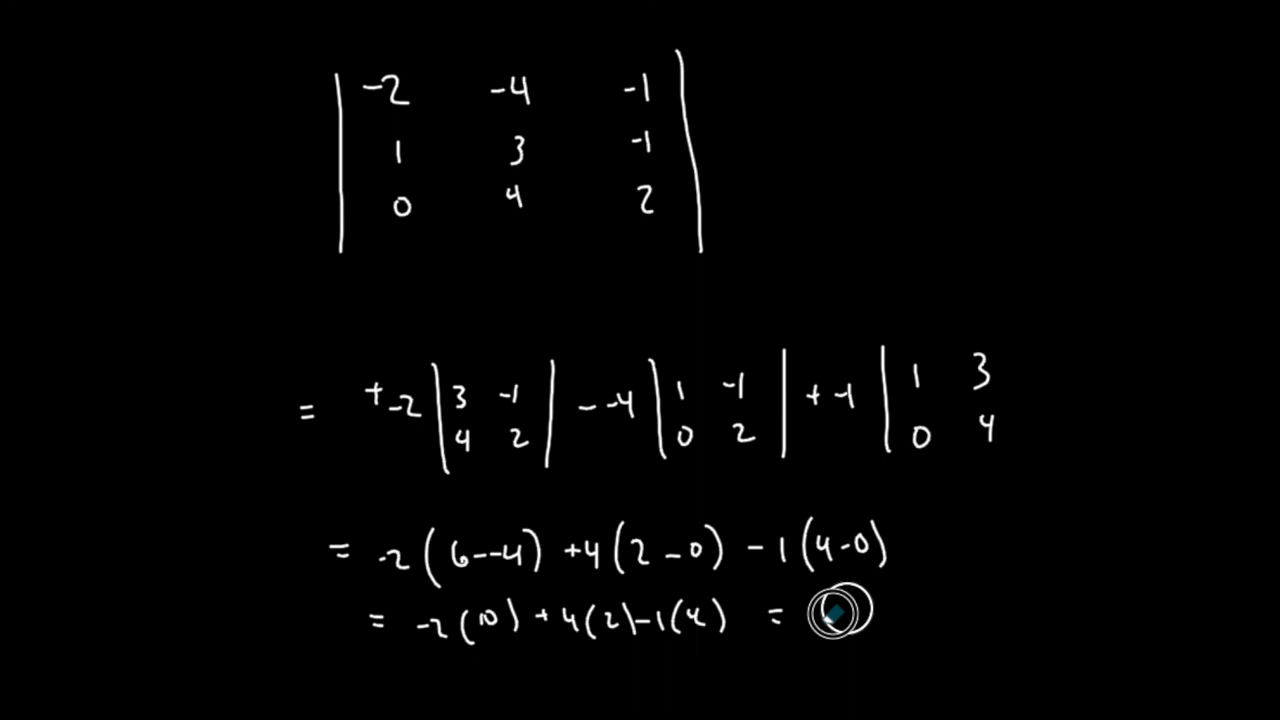 | -2 -4 -1 |
| 1 3 -1 |
| 0 4 2 |
= + -2 | 3 -1 | - -4 | 1 -1 | + -1 | 1 3
| 4 2 | | 0 2 | | 0 4
= -2 (6--4) +4 (2-0) -1 (4-0)
= -2(10) + 4(2) -1(4) =